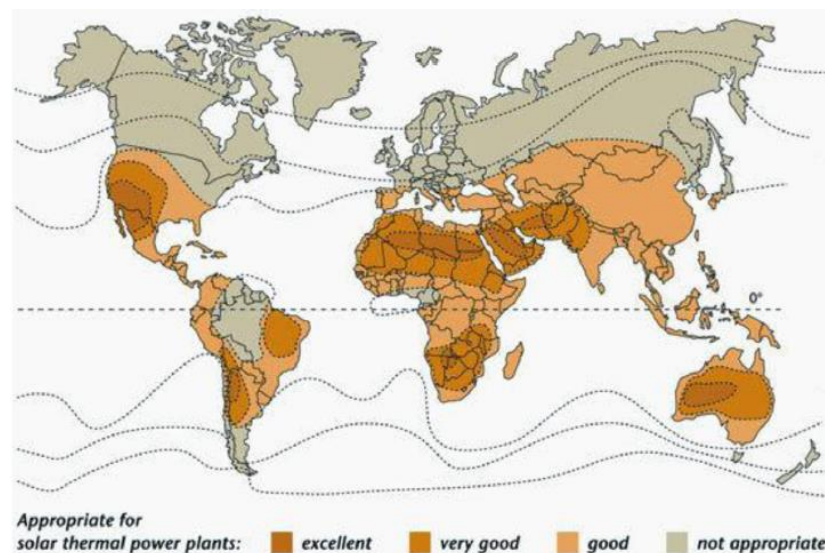 0°
Appropriate for
solar thermal power plants: excellent very good good not appropriate